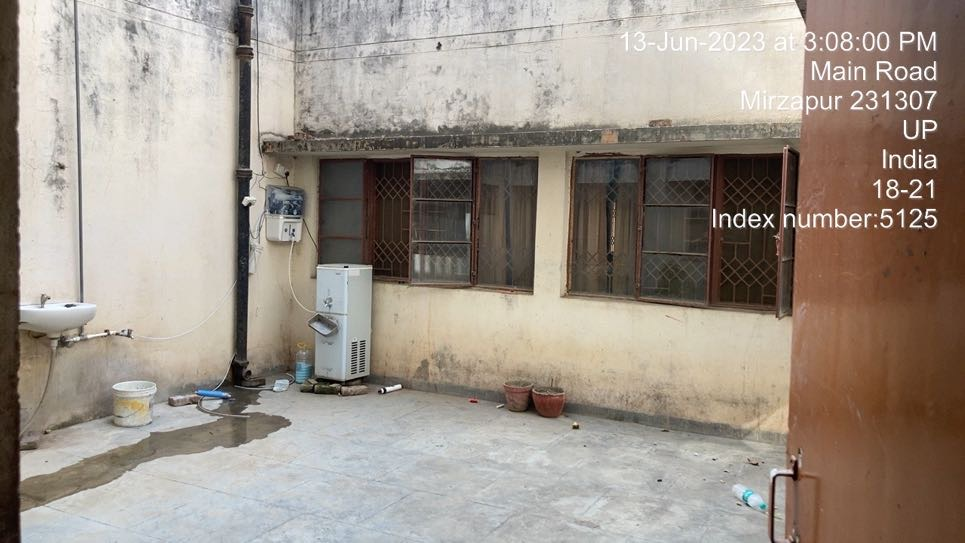 13-Jun-2023 at 3:08:00 PM
Main Road
Mirzapur 231307
UP
India
18-21
Index number:5125